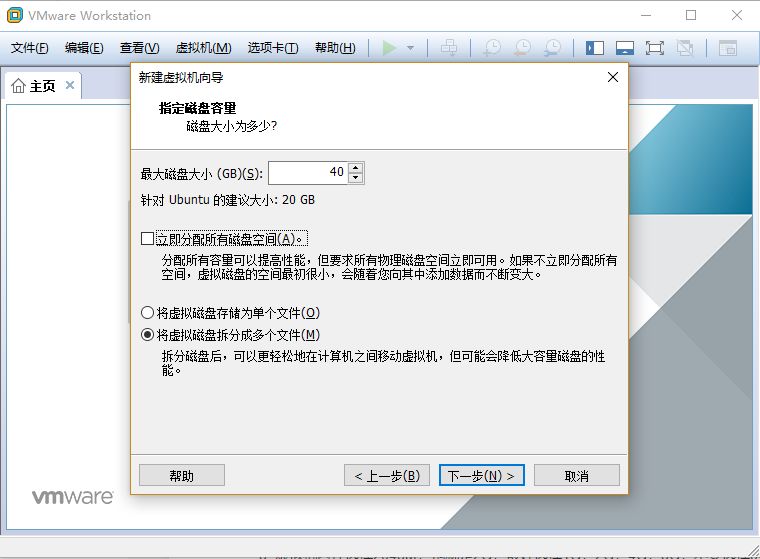 VMware Workstation
文件(F) 编辑(E) 查看(V) 虚拟机(M) 选项卡(T) 帮助(H)
主页
新建虚拟机向导
指定磁盘容量
磁盘大小为多少?
最大磁盘大小 (GB)(S): 40
针对 Ubuntu 的建议大小: 20 GB
立即分配所有磁盘空间(A)。
分配所有容量可以提高性能，但要求所有物理磁盘空间立即可用。如果不立即分配所有
空间，虚拟磁盘的空间最初很小，会随着您向其中添加数据而不断变大。
将虚拟磁盘存储为单个文件(O)
将虚拟磁盘拆分成多个文件(M)
拆分磁盘后，可以更轻松地在计算机之间移动虚拟机，但可能会降低大容量磁盘的性
能。
帮助 < 上一步(B) 下一步(N) > 取消
vmware